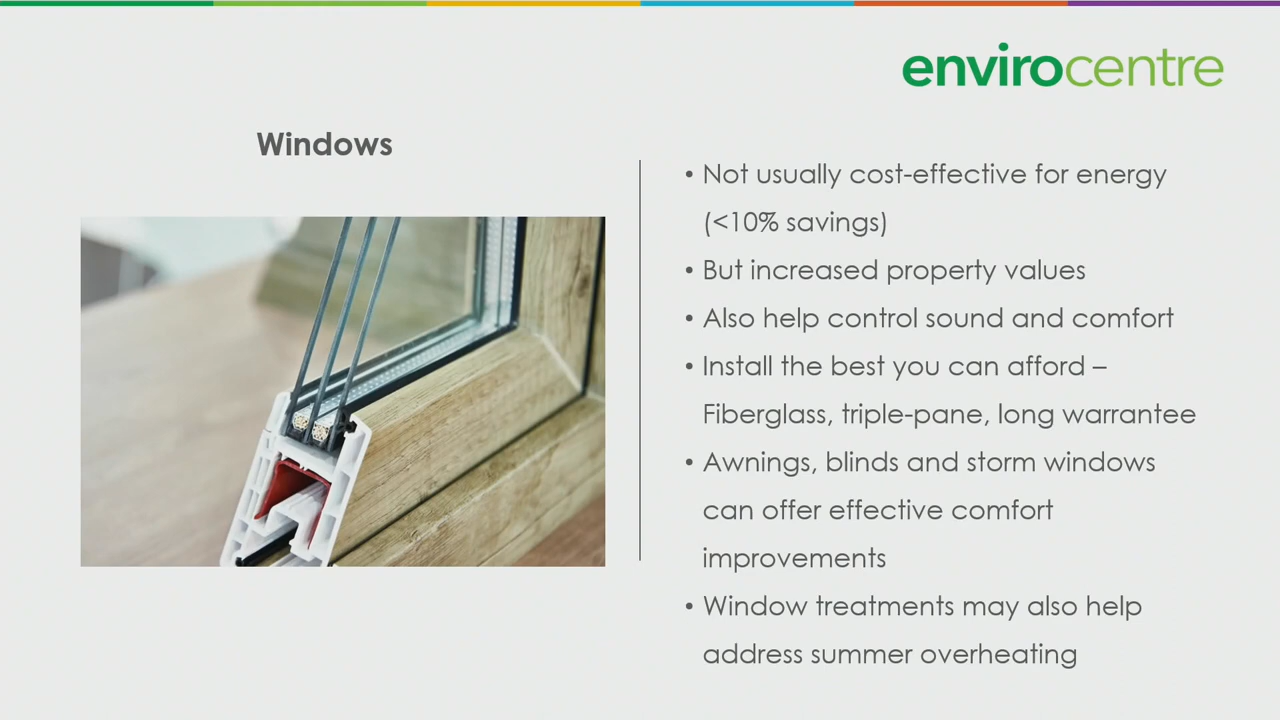 envirocentre
Windows
• Not usually cost-effective for energy
(<10% savings)
• But increased property values
• Also help control sound and comfort
• Install the best you can afford –
Fiberglass, triple-pane, long warrantee
• Awnings, blinds and storm windows
can offer effective comfort
improvements
• Window treatments may also help
address summer overheating